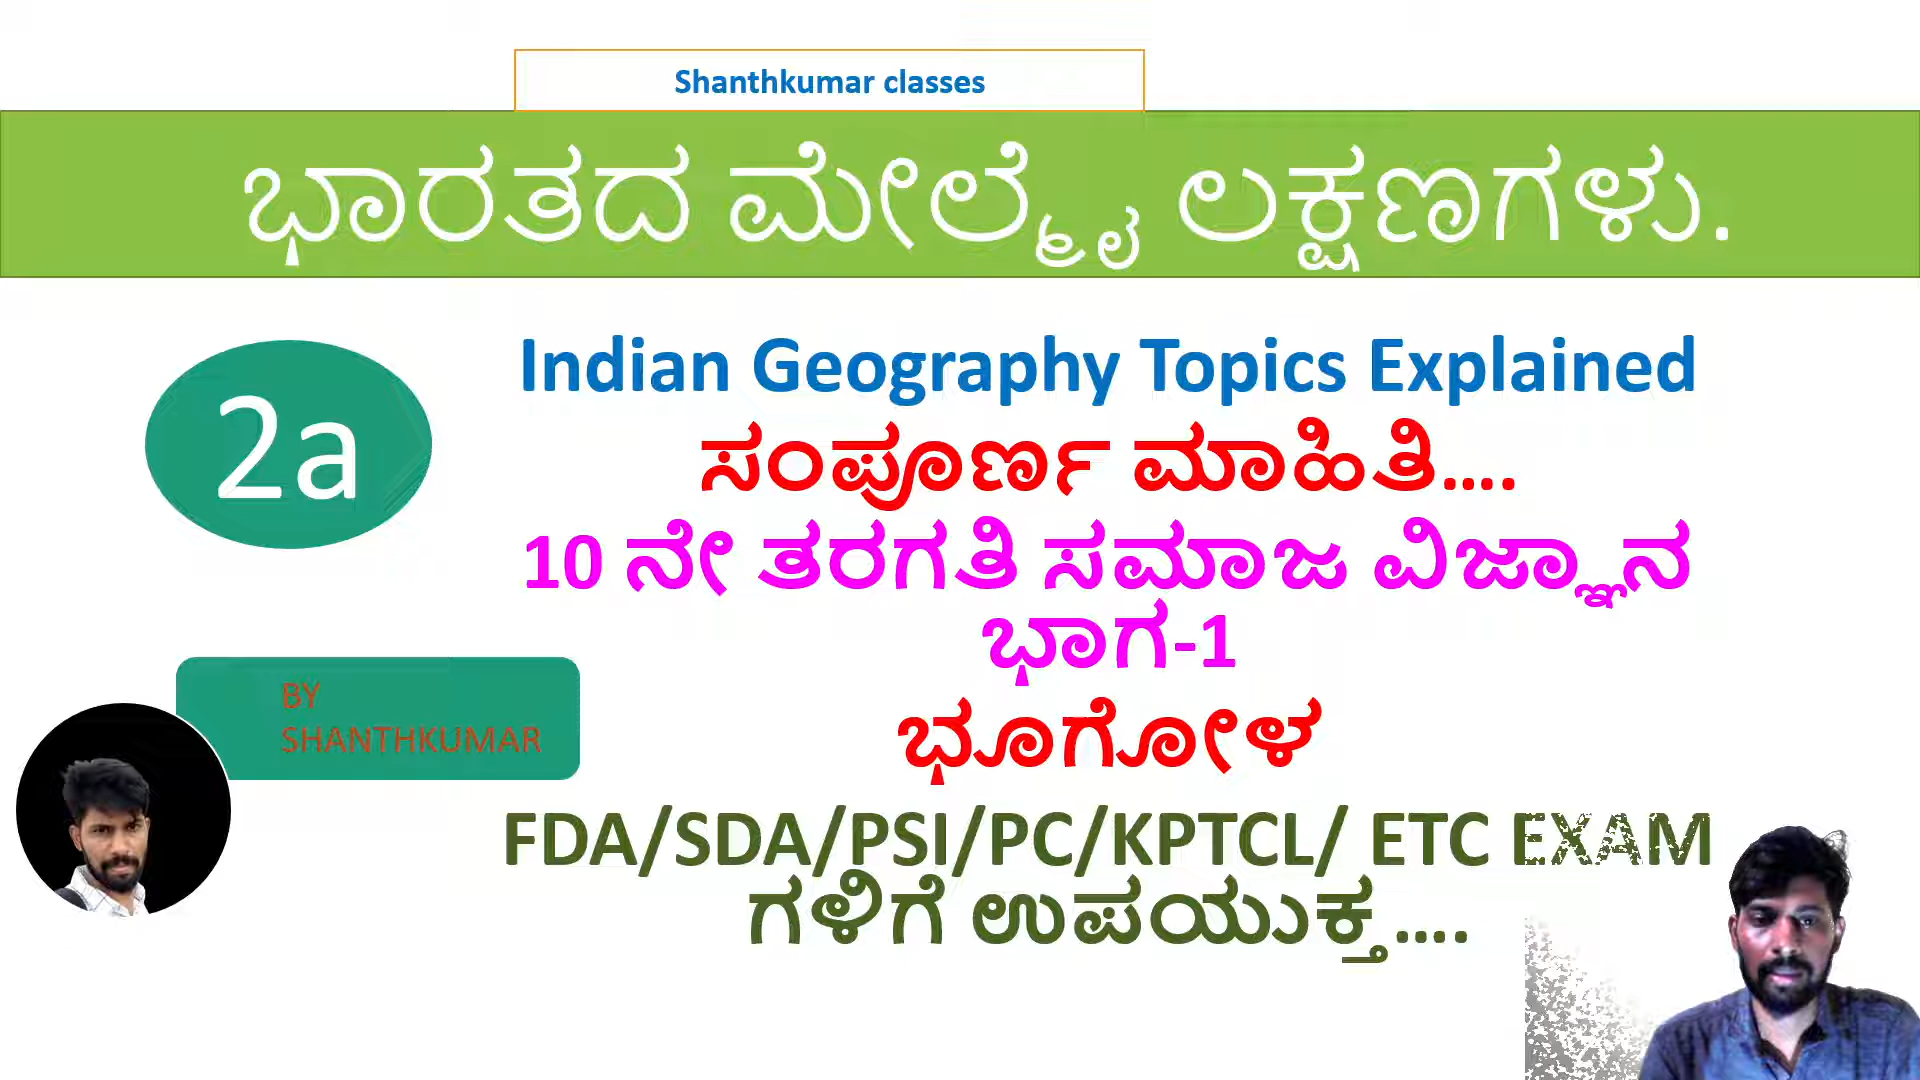 Shanthkumar classes
ಭಾರತದ ಮೇಲ್ಮೈ ಲಕ್ಷಣಗಳು.
2a
Indian Geography Topics Explained
ಸಂಪೂರ್ಣ ಮಾಹಿತಿ....
10 ನೇ ತರಗತಿ ಸಮಾಜ ವಿಜ್ಞಾನ
ಭಾಗ-1
BY
SHANTHKUMAR
ಭೂಗೋಳ
FDA/SDA/PSI/PC/KPTCL/ ETC EXAM
ಗಳಿಗೆ ಉಪಯುಕ್ತ....